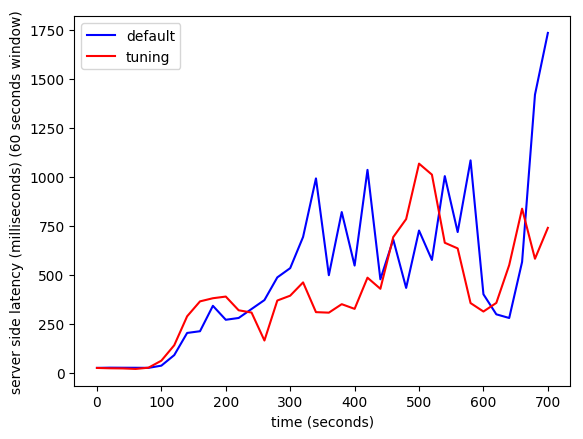 default
tuning
server side latency (milliseconds) (60 seconds window)
1750
1500
1250
1000
750
500
250
0
0 100 200 300 400 500 600 700
time (seconds)